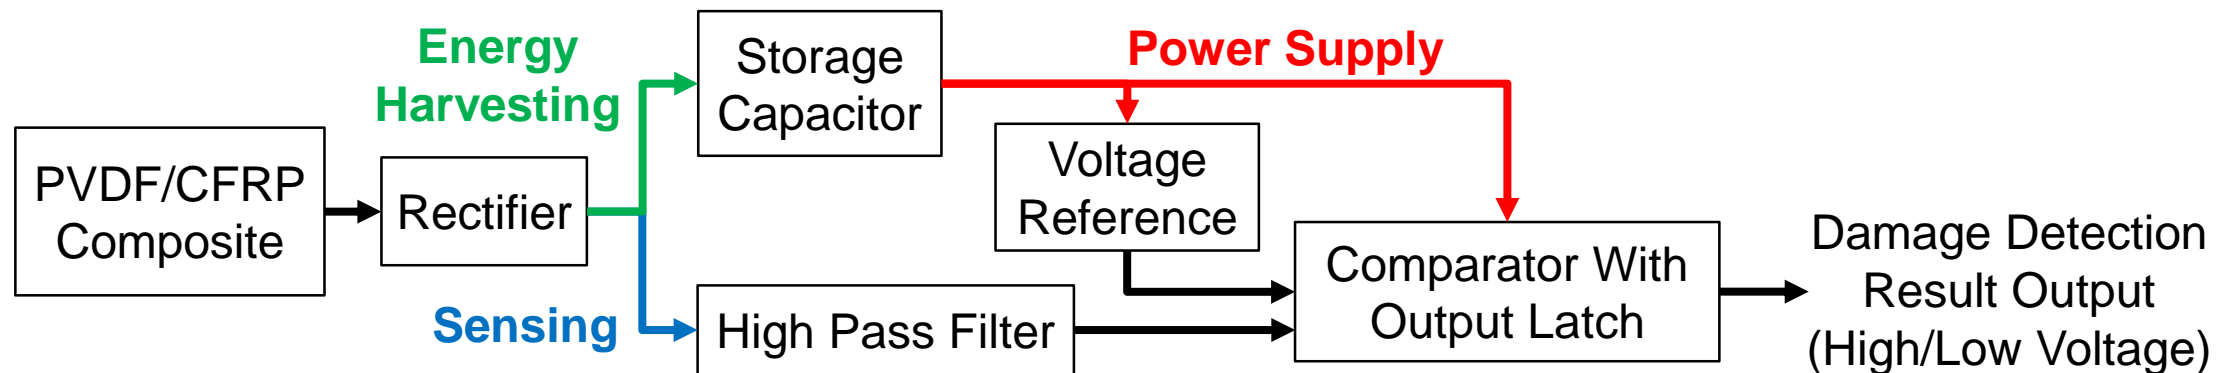 Energy
Harvesting
Storage
Capacitor
Power Supply
PVDF/CFRP
Composite
Rectifier
Voltage
Reference
Sensing
High Pass Filter
Comparator With
Output Latch
Damage Detection
Result Output
(High/Low Voltage)